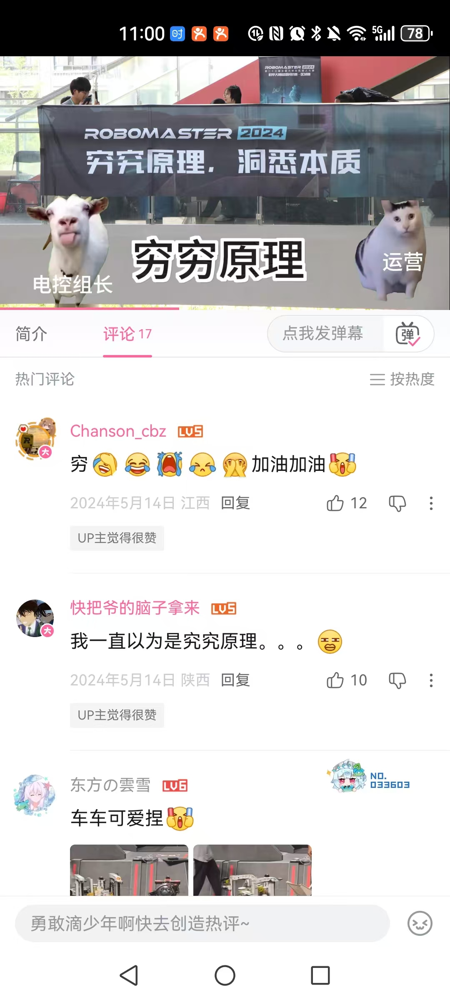 11:00
5G
78
ROBOMASTER 2024
ROBOMASTER 2024
穷究原理，洞悉本质
穷穷原理
电控组长
运营
简介
评论 17
点我发弹幕
弹
热门评论
按热度
Chanson_cbz LV5
穷🤣😂😭😢🫣加油加油
2024年5月14日 江西 回复
12
UP主觉得很赞
快把爷的脑子拿来 LV5
我一直以为是究究原理。。。
2024年5月14日 陕西 回复
10
UP主觉得很赞
东方の雲雪 LV6
NO.
033603
车车可爱捏
勇敢滴少年啊快去创造热评~